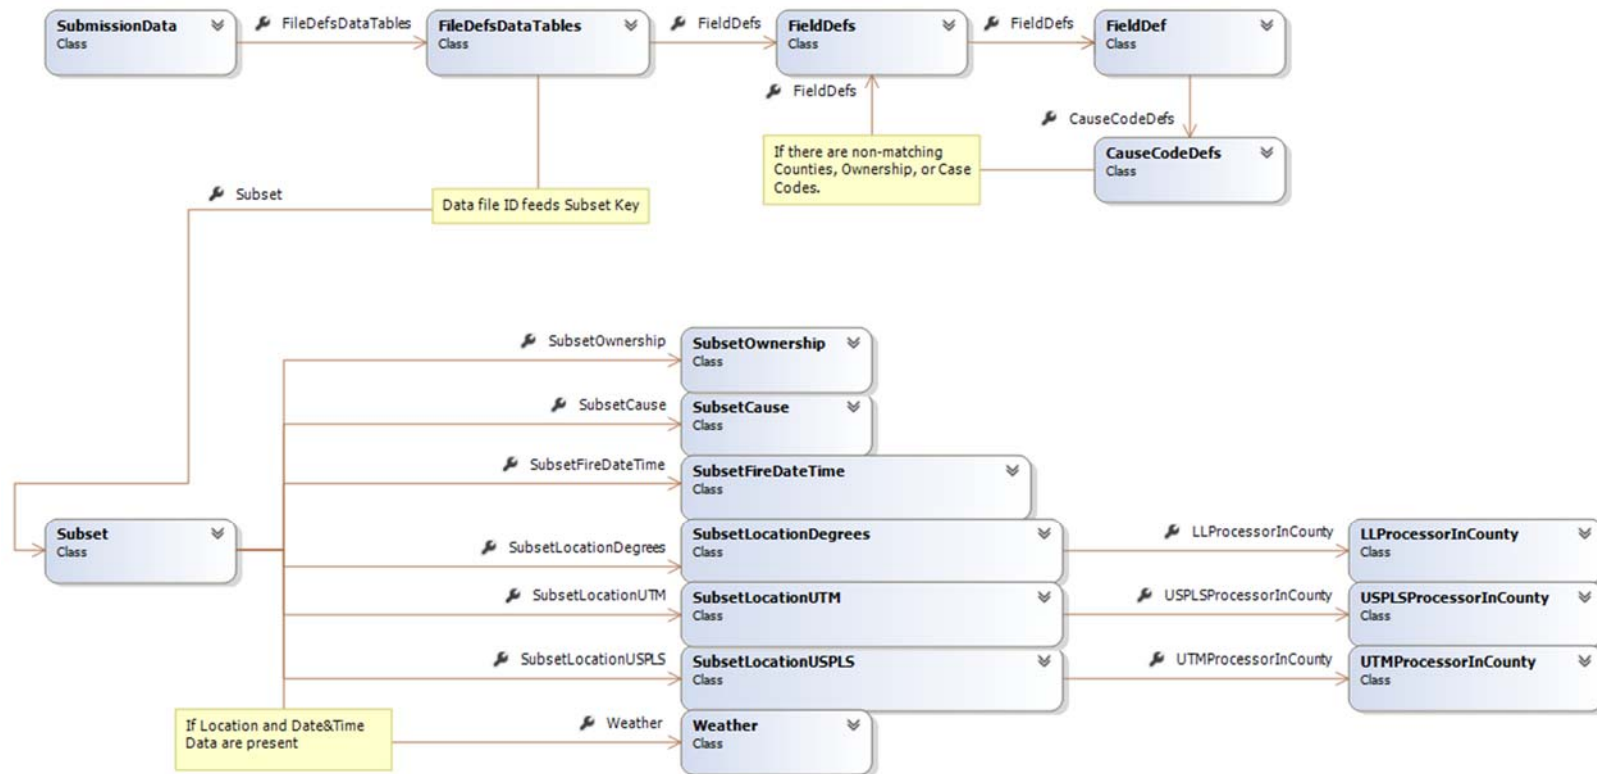 SubmissionData
Class
FileDefsDataTables
FileDefsDataTables
Class
FieldDefs
FieldDefs
Class
FieldDefs
FieldDef
Class
FieldDefs
CauseCodeDefs
If there are non-matching
Counties, Ownership, or Case
Codes.
CauseCodeDefs
Class
Subset
Data file ID feeds Subset Key
SubsetOwnership
SubsetOwnership
Class
SubsetCause
SubsetCause
Class
SubsetFireDateTime
SubsetFireDateTime
Class
Subset
Class
SubsetLocationDegrees
SubsetLocationDegrees
Class
LLProcessorInCounty
LLProcessorInCounty
Class
SubsetLocationUTM
SubsetLocationUTM
Class
USPLSProcessorInCounty
USPLSProcessorInCounty
Class
SubsetLocationUSPLS
SubsetLocationUSPLS
Class
UTMProcessorInCounty
UTMProcessorInCounty
Class
If Location and Date&Time
Data are present
Weather
Weather
Class